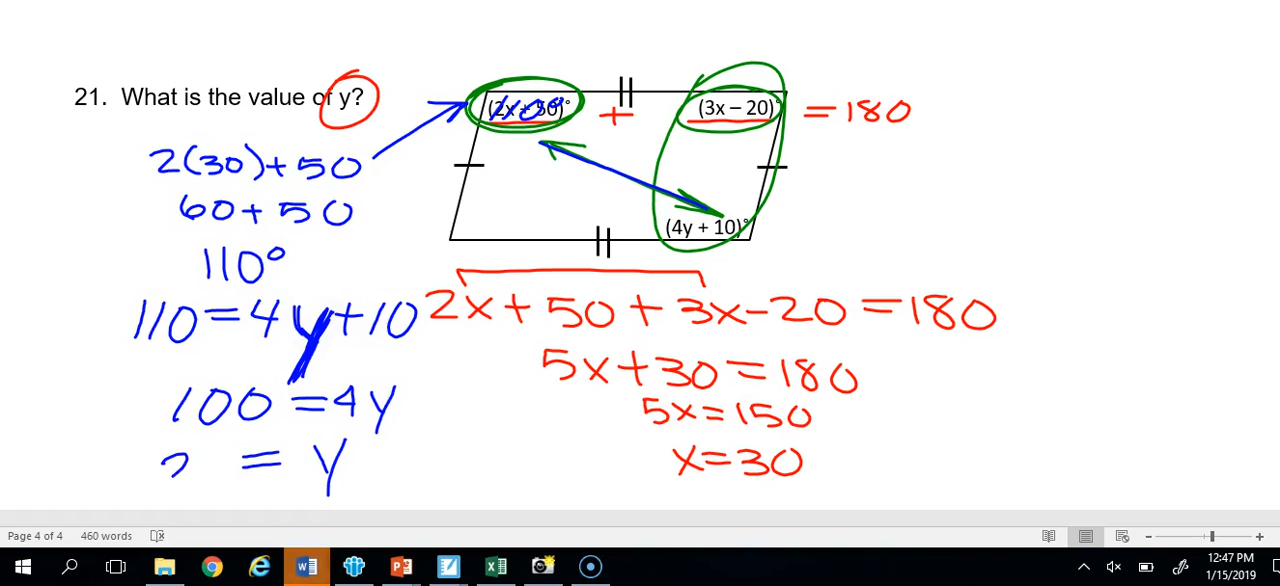 21. What is the value of y?
(2x + 50)°
110°
+
(3x – 20)°
= 180
2(30)+50
60+50
110°
(4y + 10)°
110=4y+10
2x+50+3x-20=180
5x+30=180
100=4y
5x=150
2 = y
x=30
Page 4 of 4
460 words
12:47 PM
1/15/2019